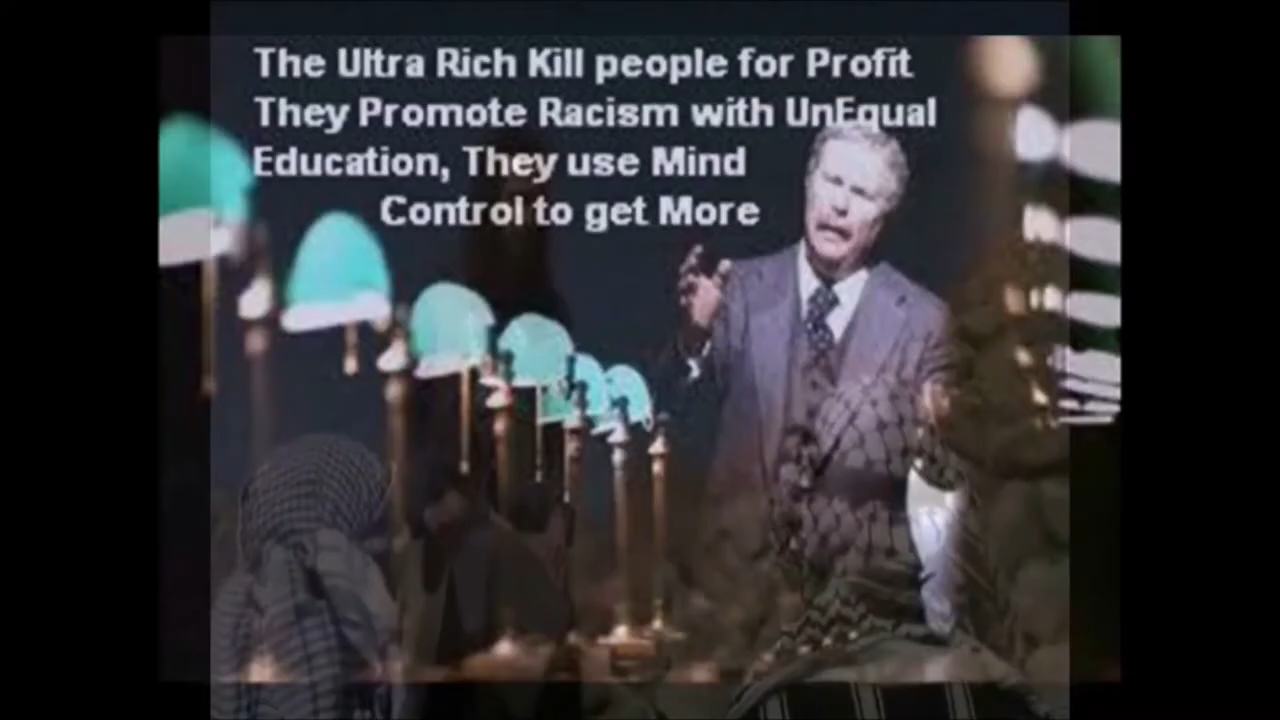 The Ultra Rich Kill people for Profit
They Promote Racism with UnEqual
Education, They use Mind
Control to get More